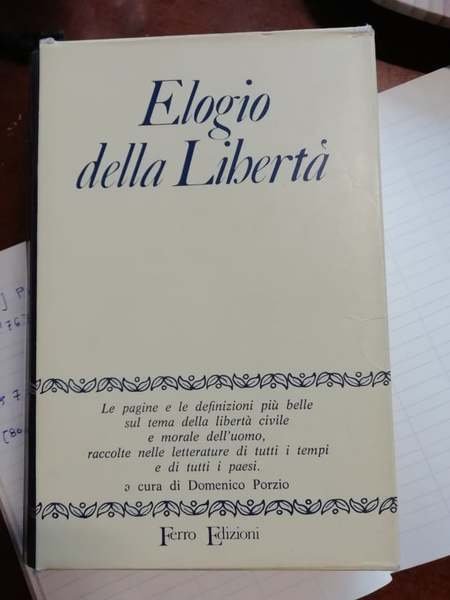 Elogio
della Libertà
Le pagine e le definizioni più belle
sul tema della libertà civile
e morale dell'uomo,
raccolte nelle letterature di tutti i tempi
e di tutti i paesi.
a cura di Domenico Porzio
Ferro Edizioni